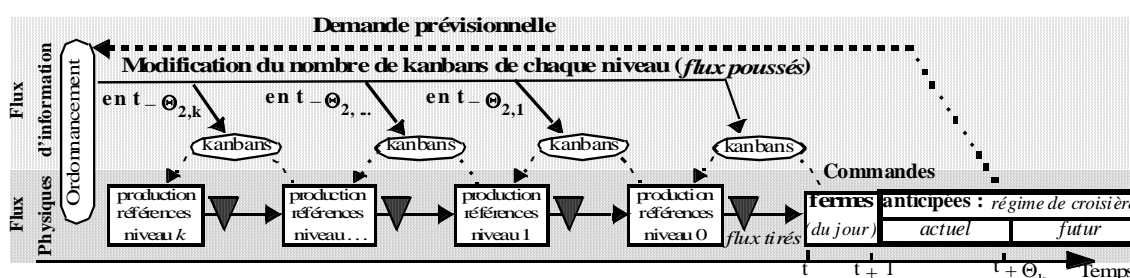 Demande prévisionnelle
Modification du nombre de kanbans de chaque niveau (flux poussés)
Flux
d'information
Ordonnancement
en t – Θ2,k
en t – Θ2, ...
en t – Θ2,1
kanbans
kanbans
kanbans
kanbans
Commandes
Flux
Physiques
production
références
niveau k
production
références
niveau ...
production
références
niveau 1
production
références
niveau 0
flux tirés
fermes
(du jour)
anticipées : régime de croisière
actuel
futur
t
t + 1
t + Θh
Temps